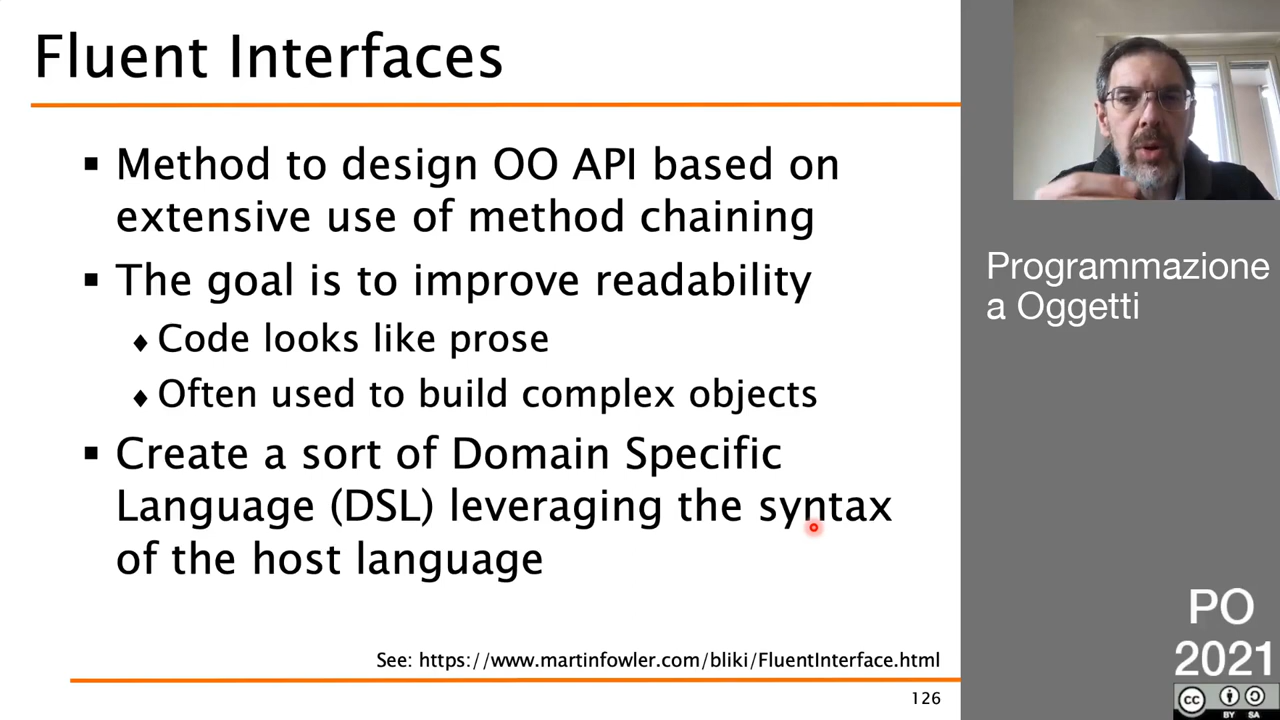 Fluent Interfaces
▪ Method to design OO API based on
extensive use of method chaining
▪ The goal is to improve readability
♦ Code looks like prose
♦ Often used to build complex objects
▪ Create a sort of Domain Specific
Language (DSL) leveraging the syntax
of the host language
See: https://www.martinfowler.com/bliki/FluentInterface.html
126
Programmazione
a Oggetti
PO
2021
cc
BY SA